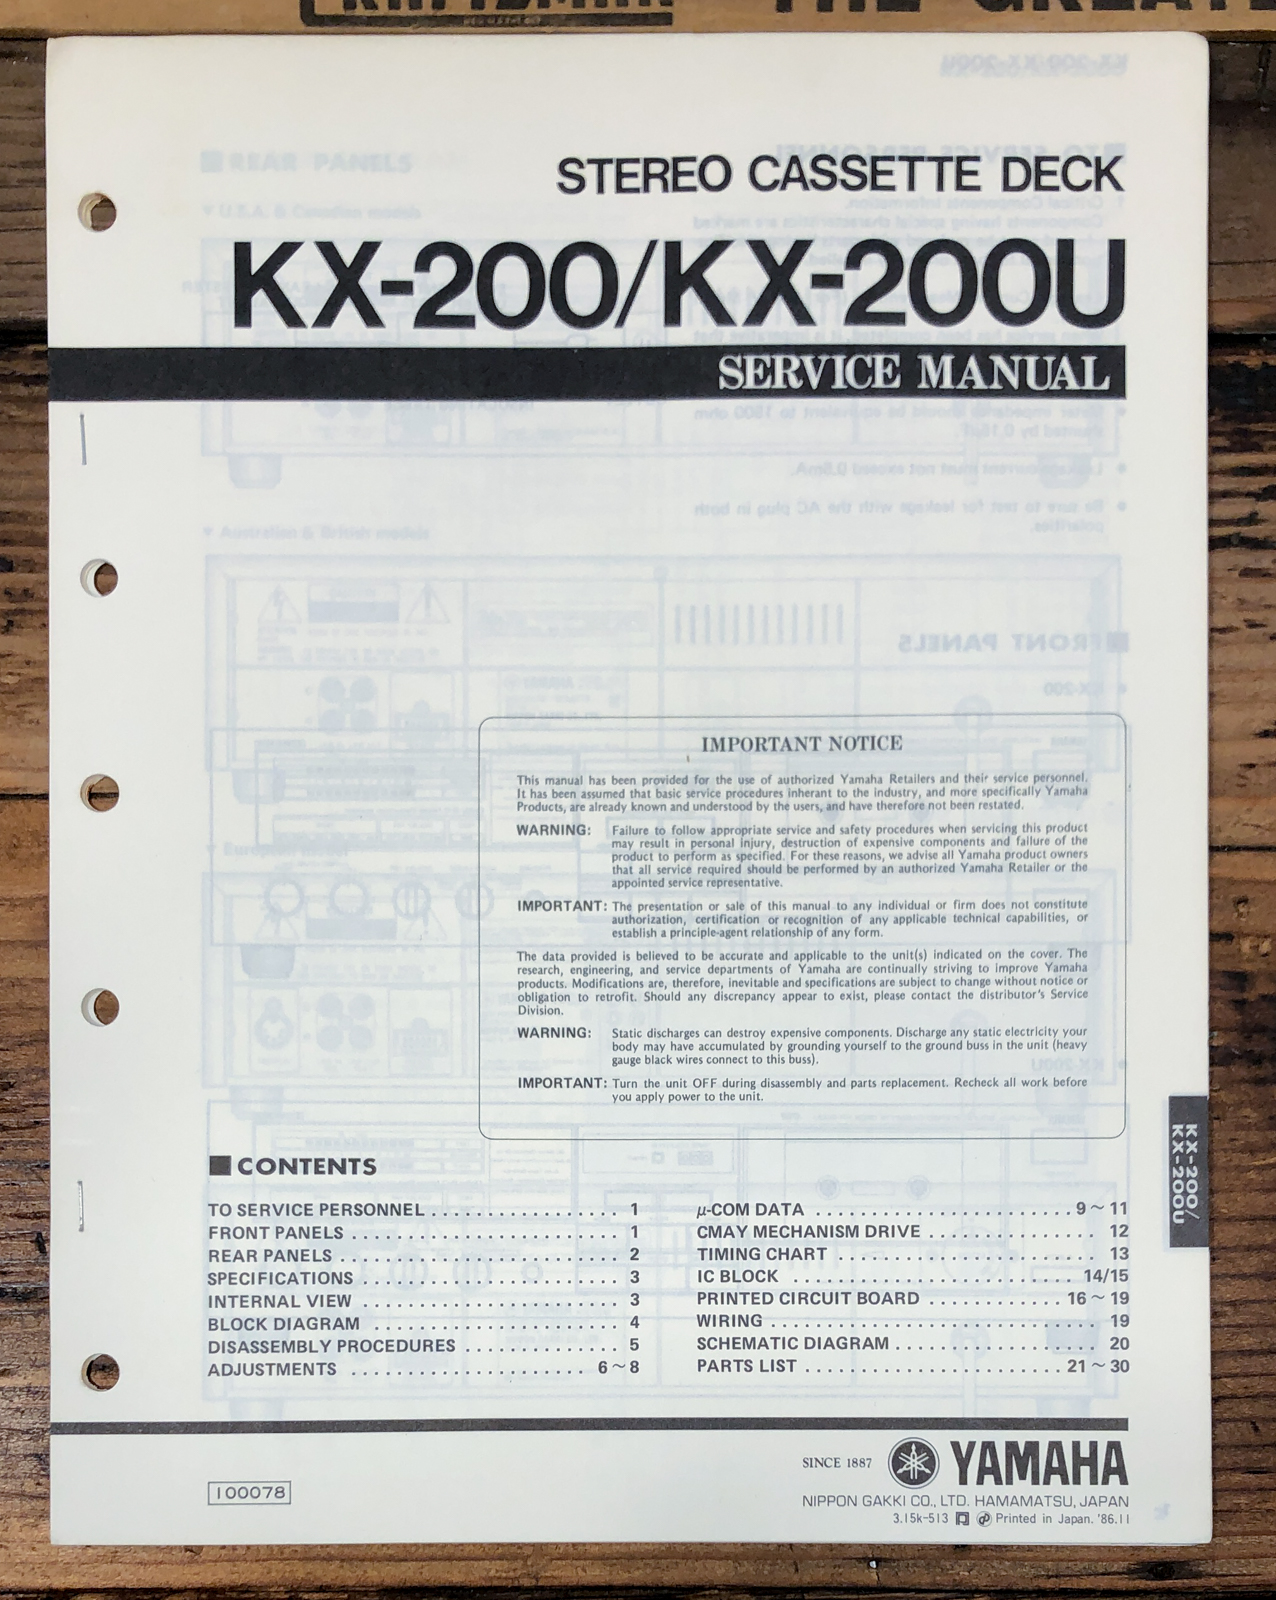 STEREO CASSETTE DECK
KX-200/KX-200U
SERVICE MANUAL
IMPORTANT NOTICE
This manual has been provided for the use of authorized Yamaha Retailers and their service personnel.
It has been assumed that basic service procedures inherant to the industry, and more specifically Yamaha
Products, are already known and understood by the users, and have therefore not been restated.
WARNING: Failure to follow appropriate service and safety procedures when servicing this product
may result in personal injury, destruction of expensive components and failure of the
product to perform as specified. For these reasons, we advise all Yamaha product owners
that all service required should be performed by an authorized Yamaha Retailer or the
appointed service representative.
IMPORTANT: The presentation or sale of this manual to any individual or firm does not constitute
authorization, certification or recognition of any applicable technical capabilities, or
establish a principle-agent relationship of any form.
The data provided is believed to be accurate and applicable to the unit(s) indicated on the cover. The
research, engineering, and service departments of Yamaha are continually striving to improve Yamaha
products. Modifications are, therefore, inevitable and specifications are subject to change without notice or
obligation to retrofit. Should any discrepancy appear to exist, please contact the distributor's Service
Division.
WARNING: Static discharges can destroy expensive components. Discharge any static electricity your
body may have accumulated by grounding yourself to the ground buss in the unit (heavy
gauge black wires connect to this buss).
IMPORTANT: Turn the unit OFF during disassembly and parts replacement. Recheck all work before
you apply power to the unit.
KX-200/
KX-200U
■CONTENTS
TO SERVICE PERSONNEL . . . . . . . . . . . . . . . . . 1
FRONT PANELS . . . . . . . . . . . . . . . . . . . . . . . . 1
REAR PANELS . . . . . . . . . . . . . . . . . . . . . . . . . 2
SPECIFICATIONS . . . . . . . . . . . . . . . . . . . . . . . 3
INTERNAL VIEW . . . . . . . . . . . . . . . . . . . . . . . 3
BLOCK DIAGRAM . . . . . . . . . . . . . . . . . . . . . . 4
DISASSEMBLY PROCEDURES . . . . . . . . . . . . . . 5
ADJUSTMENTS . . . . . . . . . . . . . . . . . . . . . 6 ~ 8
μ-COM DATA . . . . . . . . . . . . . . . . . . . . . . . 9 ~ 11
CMAY MECHANISM DRIVE . . . . . . . . . . . . . . . 12
TIMING CHART . . . . . . . . . . . . . . . . . . . . . . . 13
IC BLOCK . . . . . . . . . . . . . . . . . . . . . . . . . 14/15
PRINTED CIRCUIT BOARD . . . . . . . . . . . . 16 ~ 19
WIRING . . . . . . . . . . . . . . . . . . . . . . . . . . . . . 19
SCHEMATIC DIAGRAM . . . . . . . . . . . . . . . . . . 20
PARTS LIST . . . . . . . . . . . . . . . . . . . . . . . 21 ~ 30
SINCE 1887 YAMAHA
100078
NIPPON GAKKI CO., LTD. HAMAMATSU, JAPAN
3.15k-513 Printed in Japan. '86.11